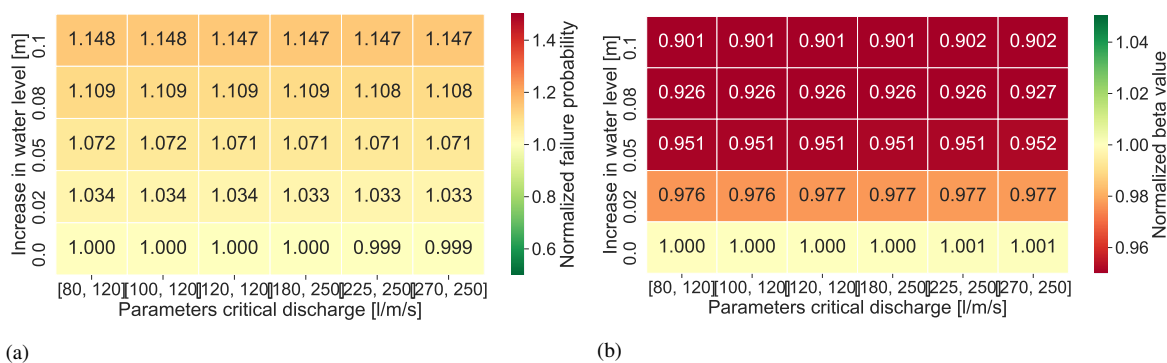 Increase in water level [m]
0.1 1.148 1.148 1.147 1.147 1.147 1.147
0.08 1.109 1.109 1.109 1.109 1.108 1.108
0.05 1.072 1.072 1.071 1.071 1.071 1.071
0.02 1.034 1.034 1.034 1.033 1.033 1.033
0.0 1.000 1.000 1.000 1.000 0.999 0.999
[80, 120] [100, 120] [120, 120] [180, 250] [225, 250] [270, 250]
Parameters critical discharge [l/m/s]
1.4
1.2
1.0
0.8
0.6
Normalized failure probability
(a)
Increase in water level [m]
0.1 0.901 0.901 0.901 0.901 0.902 0.902
0.08 0.926 0.926 0.926 0.926 0.926 0.927
0.05 0.951 0.951 0.951 0.951 0.951 0.952
0.02 0.976 0.976 0.977 0.977 0.977 0.977
0.0 1.000 1.000 1.000 1.000 1.001 1.001
[80, 120] [100, 120] [120, 120] [180, 250] [225, 250] [270, 250]
Parameters critical discharge [l/m/s]
1.04
1.02
1.00
0.98
0.96
Normalized beta value
(b)